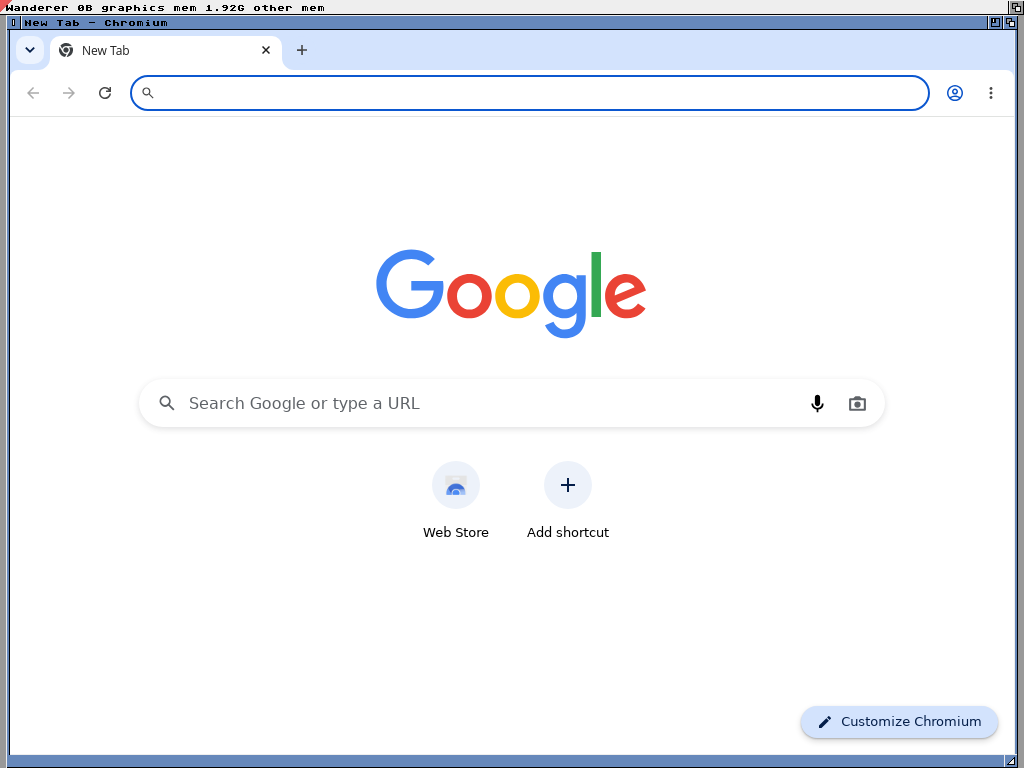 Wanderer 0B graphics mem 1.92G other mem
New Tab - Chromium
New Tab
Google
Search Google or type a URL
Web Store
Add shortcut
Customize Chromium